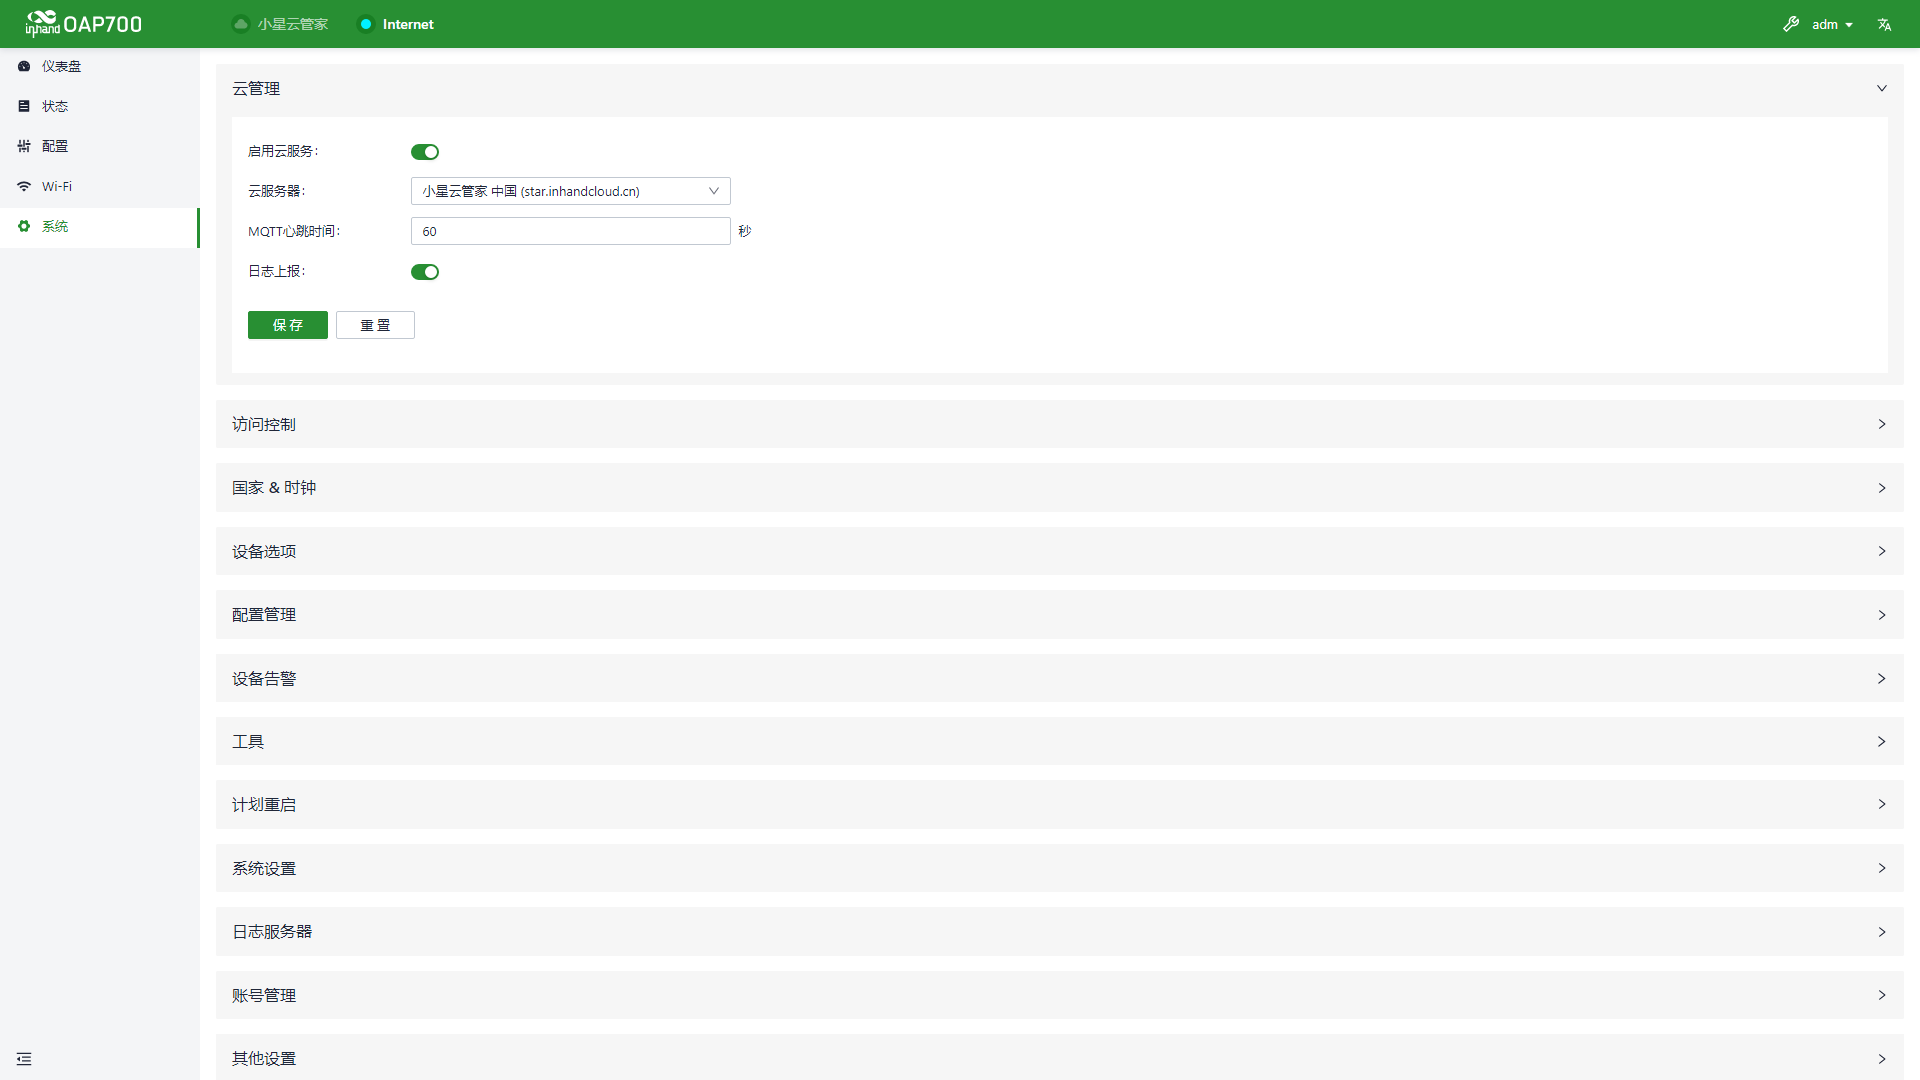 inhand OAP700
小星云管家
Internet
adm
仪表盘
状态
配置
Wi-Fi
系统
云管理
启用云服务:
云服务器:
小星云管家 中国 (star.inhandcloud.cn)
MQTT心跳时间:
60
秒
日志上报:
保存
重置
访问控制
国家 & 时钟
设备选项
配置管理
设备告警
工具
计划重启
系统设置
日志服务器
账号管理
其他设置